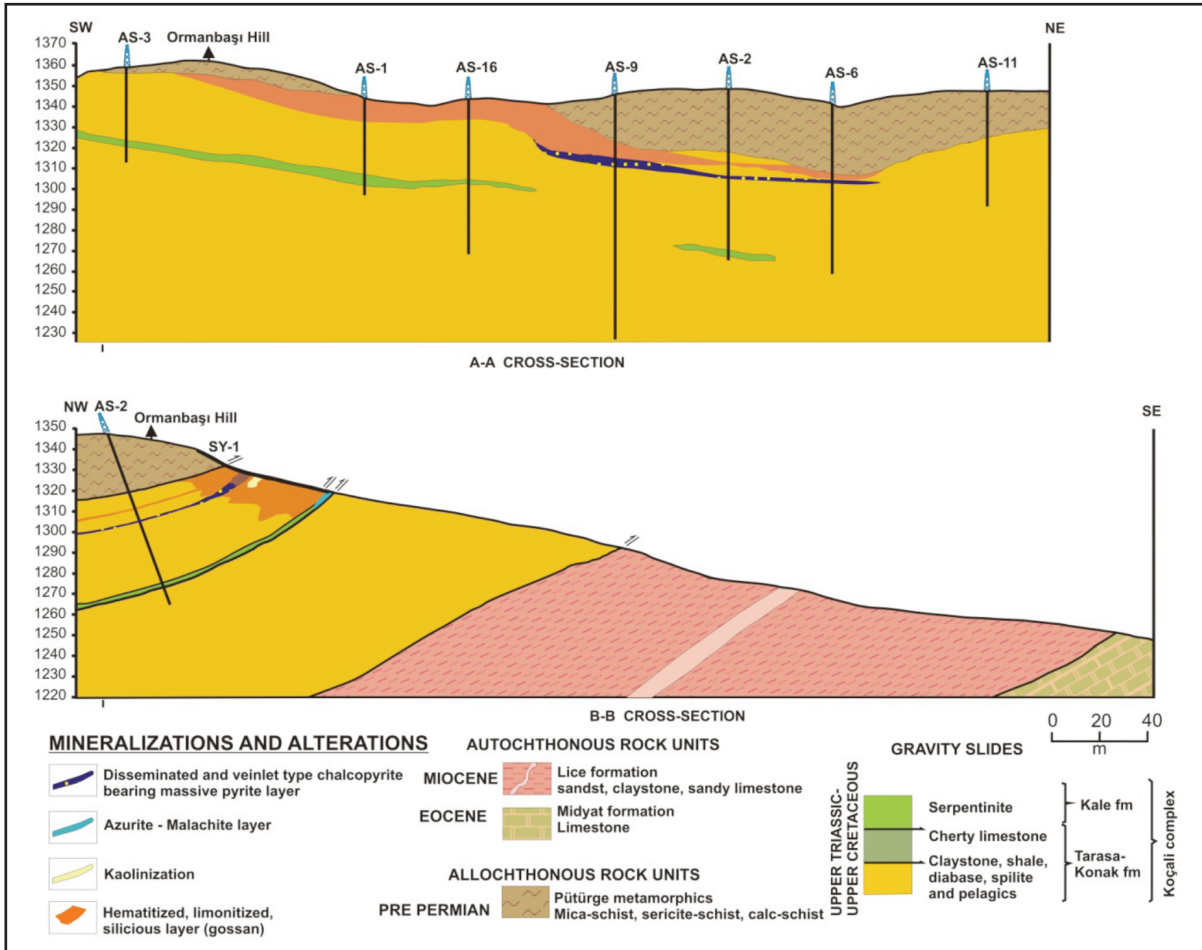 SW
NE
AS-3
Ormanbaşı Hill
AS-1
AS-16
AS-9
AS-2
AS-6
AS-11
1370
1360
1350
1340
1330
1320
1310
1300
1290
1280
1270
1260
1250
1240
1230
A-A CROSS-SECTION
NW
AS-2
Ormanbaşı Hill
SY-1
SE
1350
1340
1330
1320
1310
1300
1290
1280
1270
1260
1250
1240
1230
1220
B-B CROSS-SECTION
0 20 40
m
MINERALIZATIONS AND ALTERATIONS
Disseminated and veinlet type chalcopyrite
bearing massive pyrite layer
Azurite - Malachite layer
Kaolinization
Hematitized, limonitized,
silicious layer (gossan)
AUTOCHTHONOUS ROCK UNITS
MIOCENE
Lice formation
sandst, claystone, sandy limestone
EOCENE
Midyat formation
Limestone
ALLOCHTHONOUS ROCK UNITS
PRE PERMIAN
Pütürge metamorphics
Mica-schist, sericite-schist, calc-schist
GRAVITY SLIDES
UPPER TRIASSIC-
UPPER CRETACEOUS
Serpentinite
Cherty limestone
Claystone, shale,
diabase, spilite
and pelagics
Kale fm
Tarasa-
Konak fm
Koçali complex